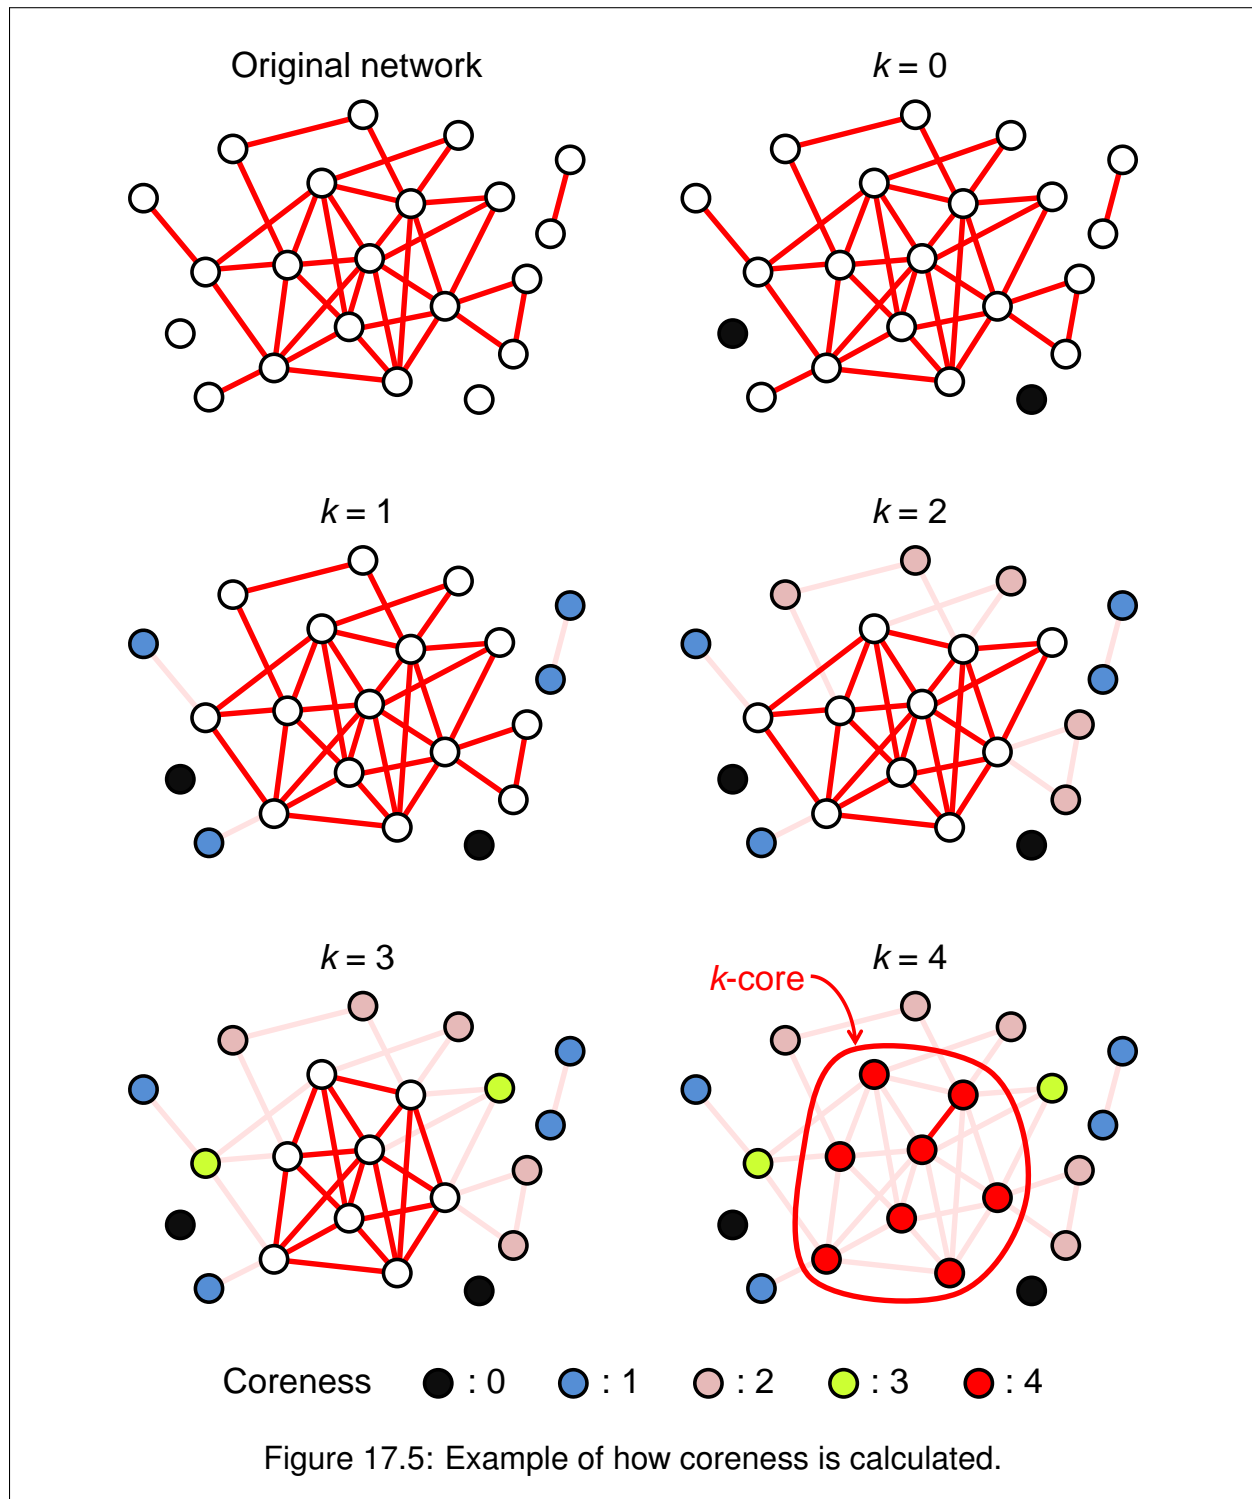 Original network
k = 0
k = 1
k = 2
k = 3
k = 4
k-core
Coreness : 0 : 1 : 2 : 3 : 4
Figure 17.5: Example of how coreness is calculated.